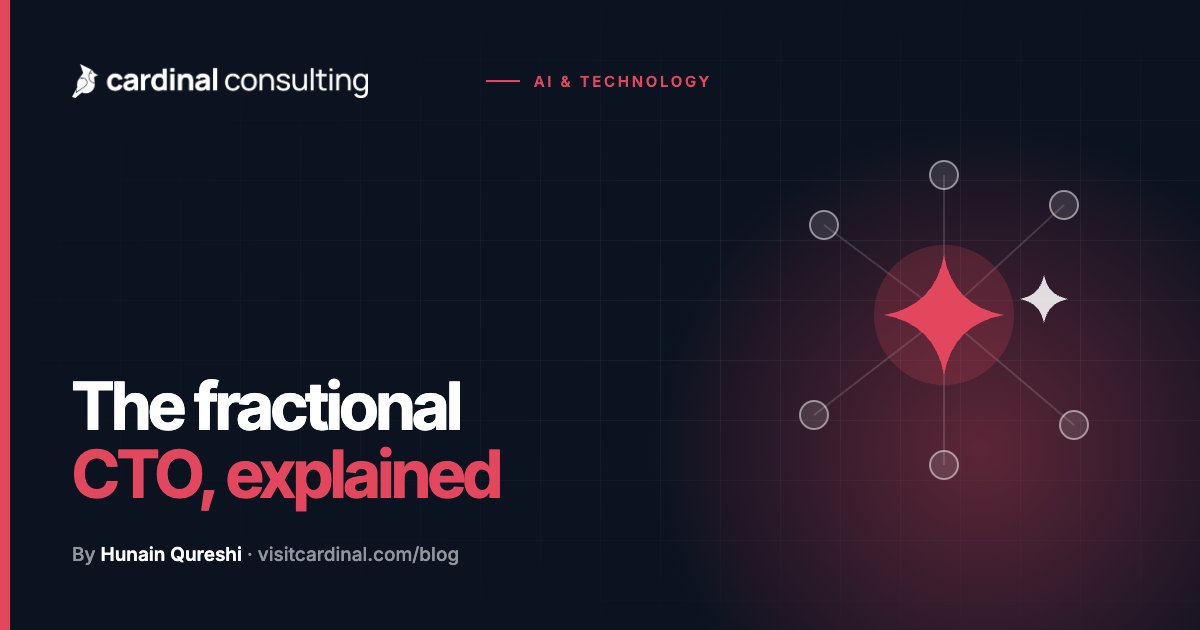 cardinal consulting
AI & TECHNOLOGY
The fractional
CTO, explained
By Hunain Qureshi · visitcardinal.com/blog